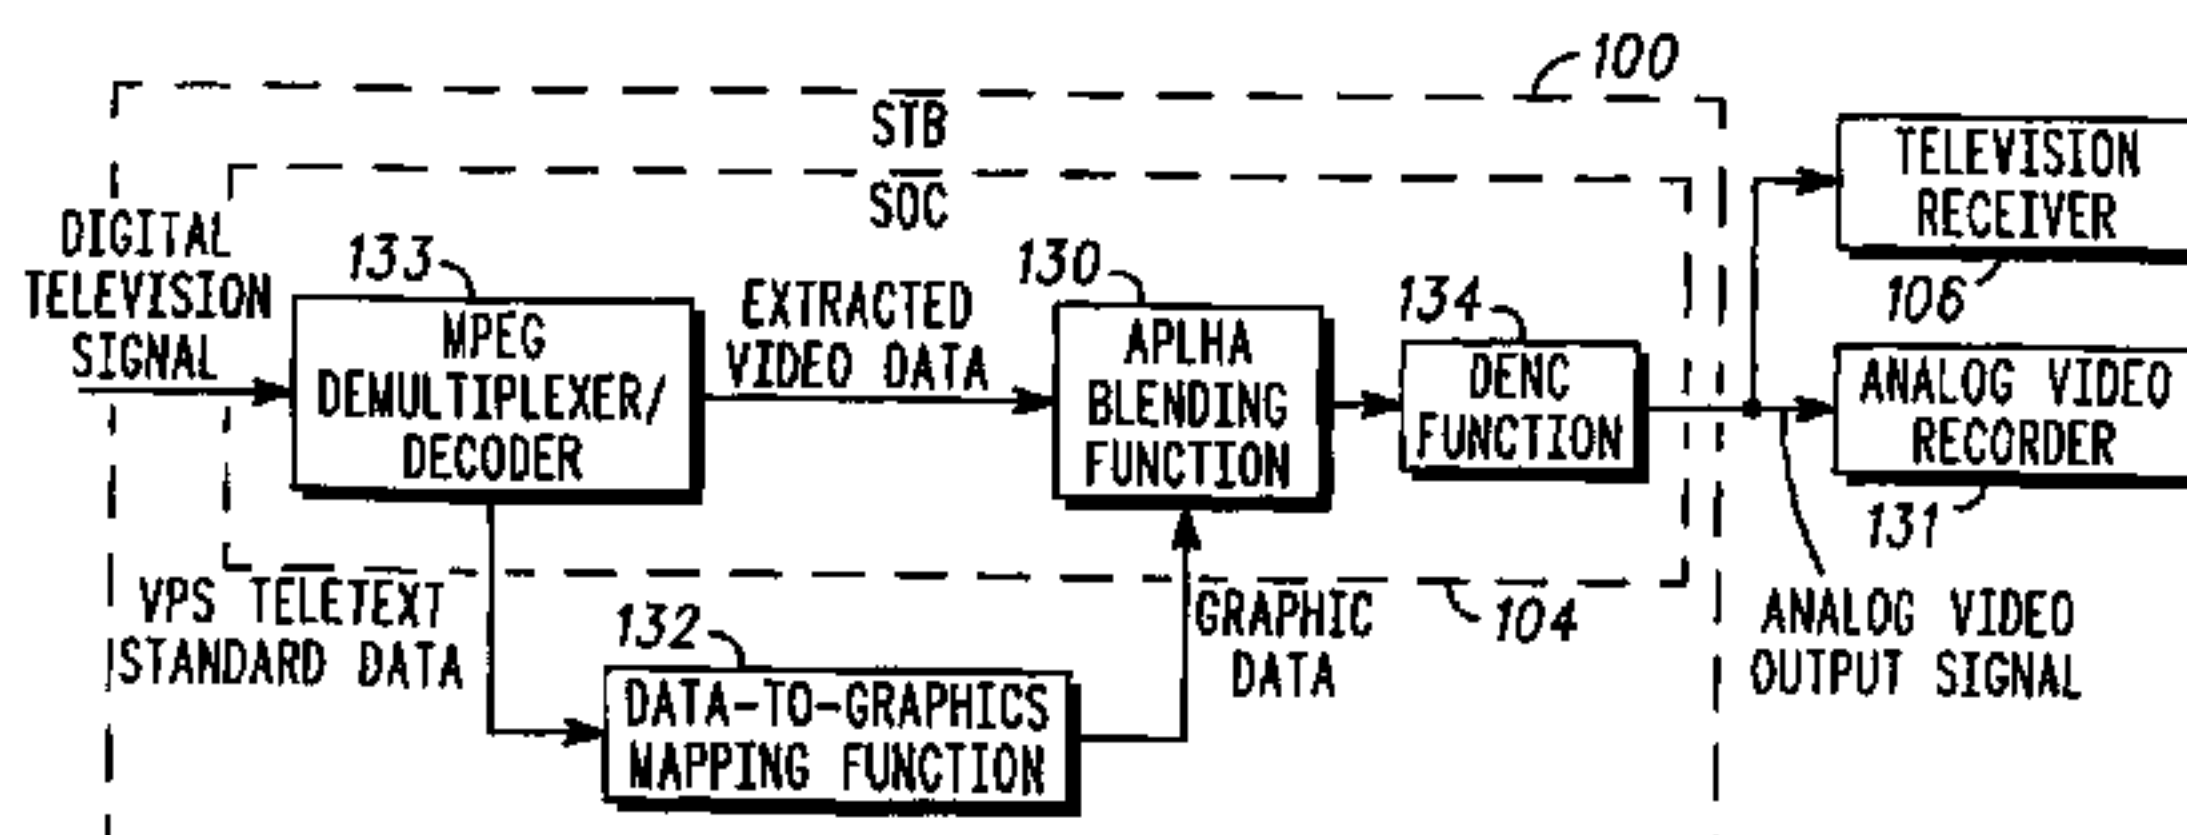 100
STB
SOC
TELEVISION
RECEIVER
106
DIGITAL
TELEVISION
SIGNAL
133
MPEG
DEMULTIPLEXER/
DECODER
EXTRACTED
VIDEO DATA
130
APLHA
BLENDING
FUNCTION
134
DENC
FUNCTION
ANALOG VIDEO
RECORDER
131
VPS TELETEXT
STANDARD DATA
132
DATA-TO-GRAPHICS
MAPPING FUNCTION
GRAPHIC
DATA
104
ANALOG VIDEO
OUTPUT SIGNAL